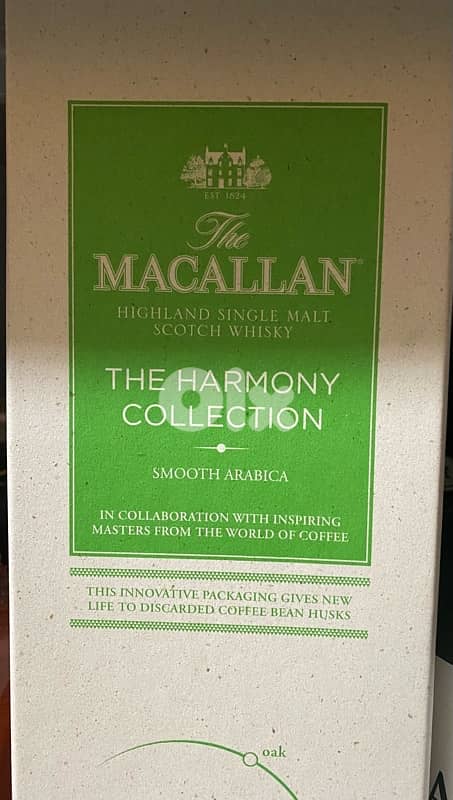 EST 1824
The
MACALLAN
HIGHLAND SINGLE MALT
SCOTCH WHISKY
THE HARMONY
COLLECTION
olx
SMOOTH ARABICA
IN COLLABORATION WITH INSPIRING
MASTERS FROM THE WORLD OF COFFEE
THIS INNOVATIVE PACKAGING GIVES NEW
LIFE TO DISCARDED COFFEE BEAN HUSKS
oak